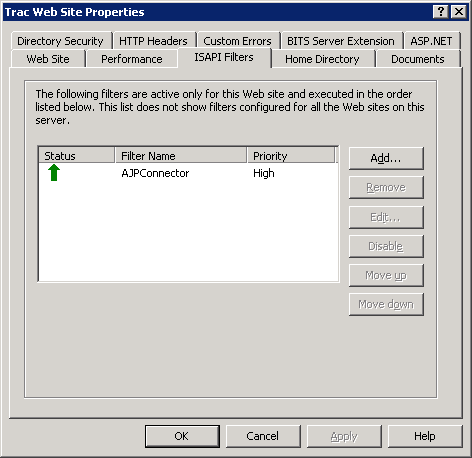 Trac Web Site Properties
Directory Security HTTP Headers Custom Errors BITS Server Extension ASP.NET
Web Site Performance ISAPI Filters Home Directory Documents
The following filters are active only for this Web site and executed in the order
listed below. This list does not show filters configured for all the Web sites on this
server.
Status Filter Name Priority
AJPConnector High
Add...
Remove
Edit...
Disable
Move up
Move down
OK Cancel Apply Help